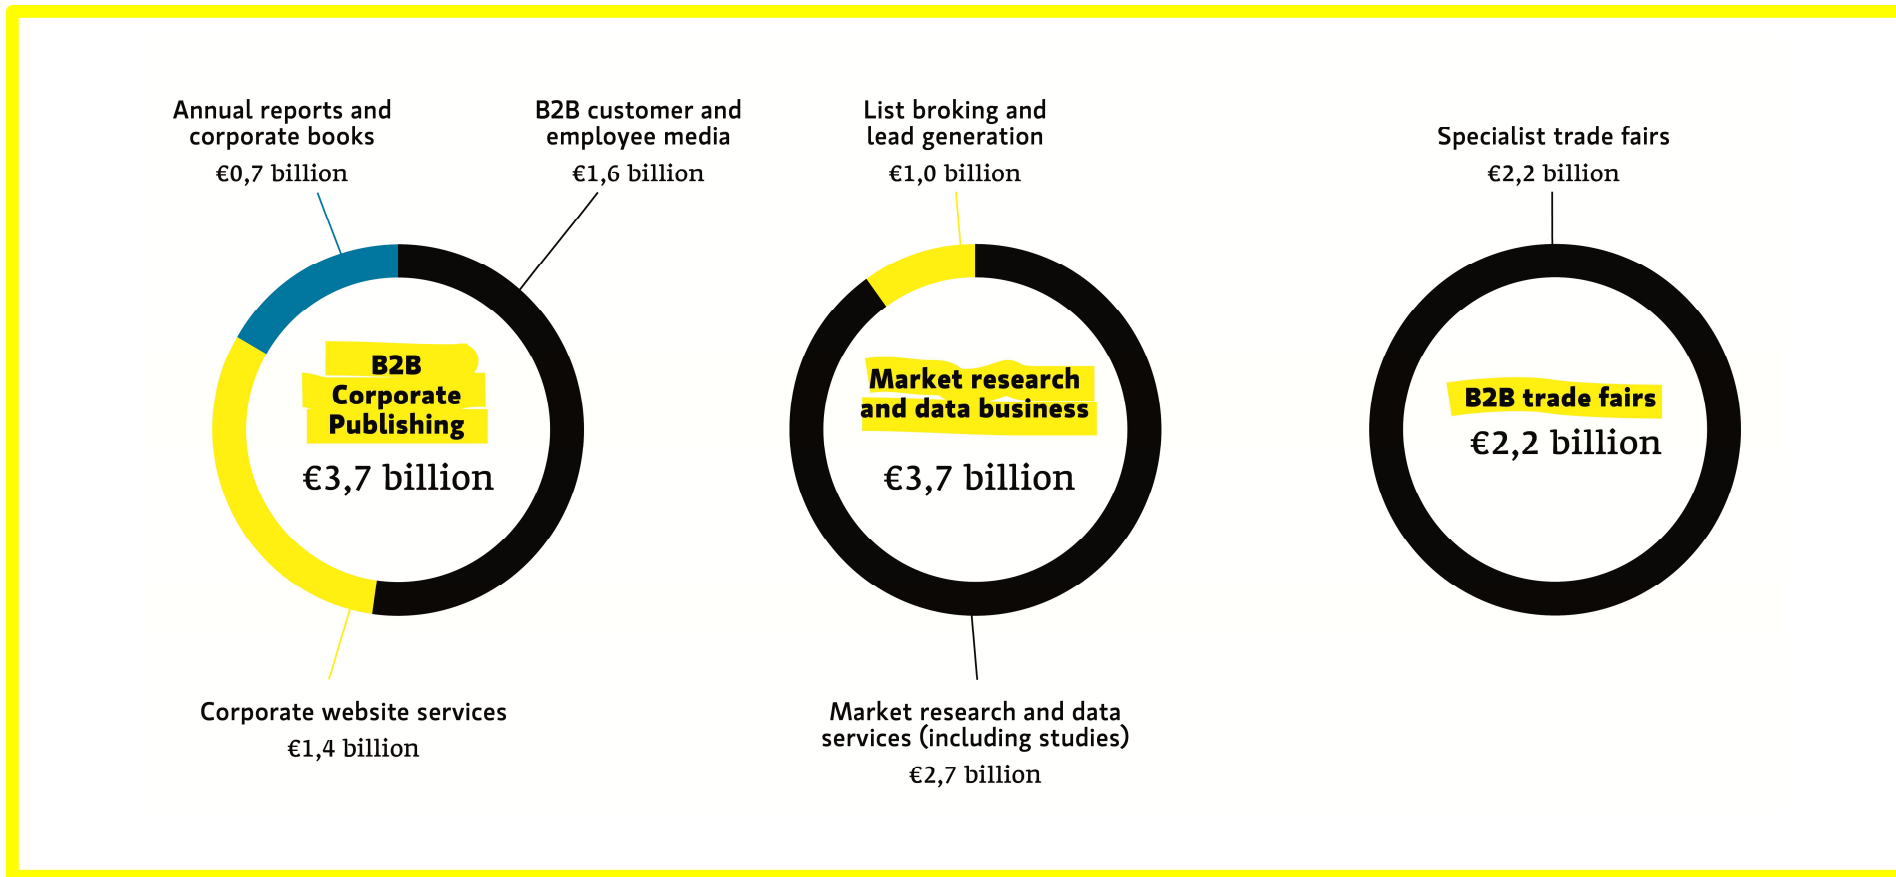 Annual reports and
corporate books
€0,7 billion
B2B customer and
employee media
€1,6 billion
B2B
Corporate
Publishing
€3,7 billion
Corporate website services
€1,4 billion
List broking and
lead generation
€1,0 billion
Market research
and data business
€3,7 billion
Market research and data
services (including studies)
€2,7 billion
Specialist trade fairs
€2,2 billion
B2B trade fairs
€2,2 billion